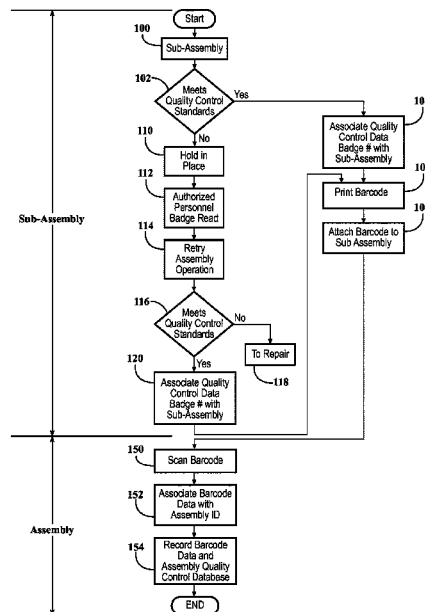 Start
100
Sub-Assembly
102
Meets
Quality Control
Standards
Yes
No
10
Associate Quality
Control Data
Badge # with
Sub-Assembly
110
Hold in
Place
10
Print Barcode
112
Authorized
Personnel
Badge Read
10
Attach Barcode to
Sub Assembly
Sub-Assembly
114
Retry
Assembly
Operation
116
Meets
Quality Control
Standards
No
To Repair
118
Yes
120
Associate Quality
Control Data
Badge # with
Sub-Assembly
150
Scan Barcode
152
Associate Barcode
Data with
Assembly ID
Assembly
154
Record Barcode
Data and
Assembly Quality
Control Database
END